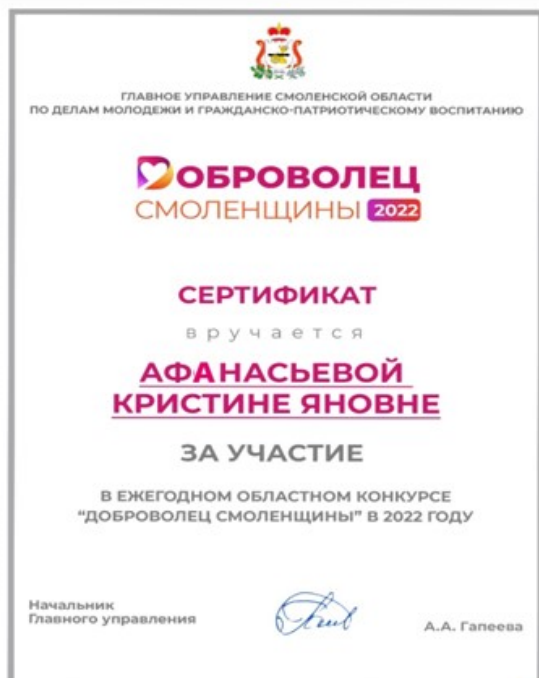 ГЛАВНОЕ УПРАВЛЕНИЕ СМОЛЕНСКОЙ ОБЛАСТИ
ПО ДЕЛАМ МОЛОДЕЖИ И ГРАЖДАНСКО-ПАТРИОТИЧЕСКОМУ ВОСПИТАНИЮ
ДОБРОВОЛЕЦ
СМОЛЕНЩИНЫ 2022
СЕРТИФИКАТ
вручается
АФАНАСЬЕВОЙ
КРИСТИНЕ ЯНОВНЕ
ЗА УЧАСТИЕ
В ЕЖЕГОДНОМ ОБЛАСТНОМ КОНКУРСЕ
“ДОБРОВОЛЕЦ СМОЛЕНЩИНЫ” В 2022 ГОДУ
Начальник
Главного управления
А.А. Гапеева